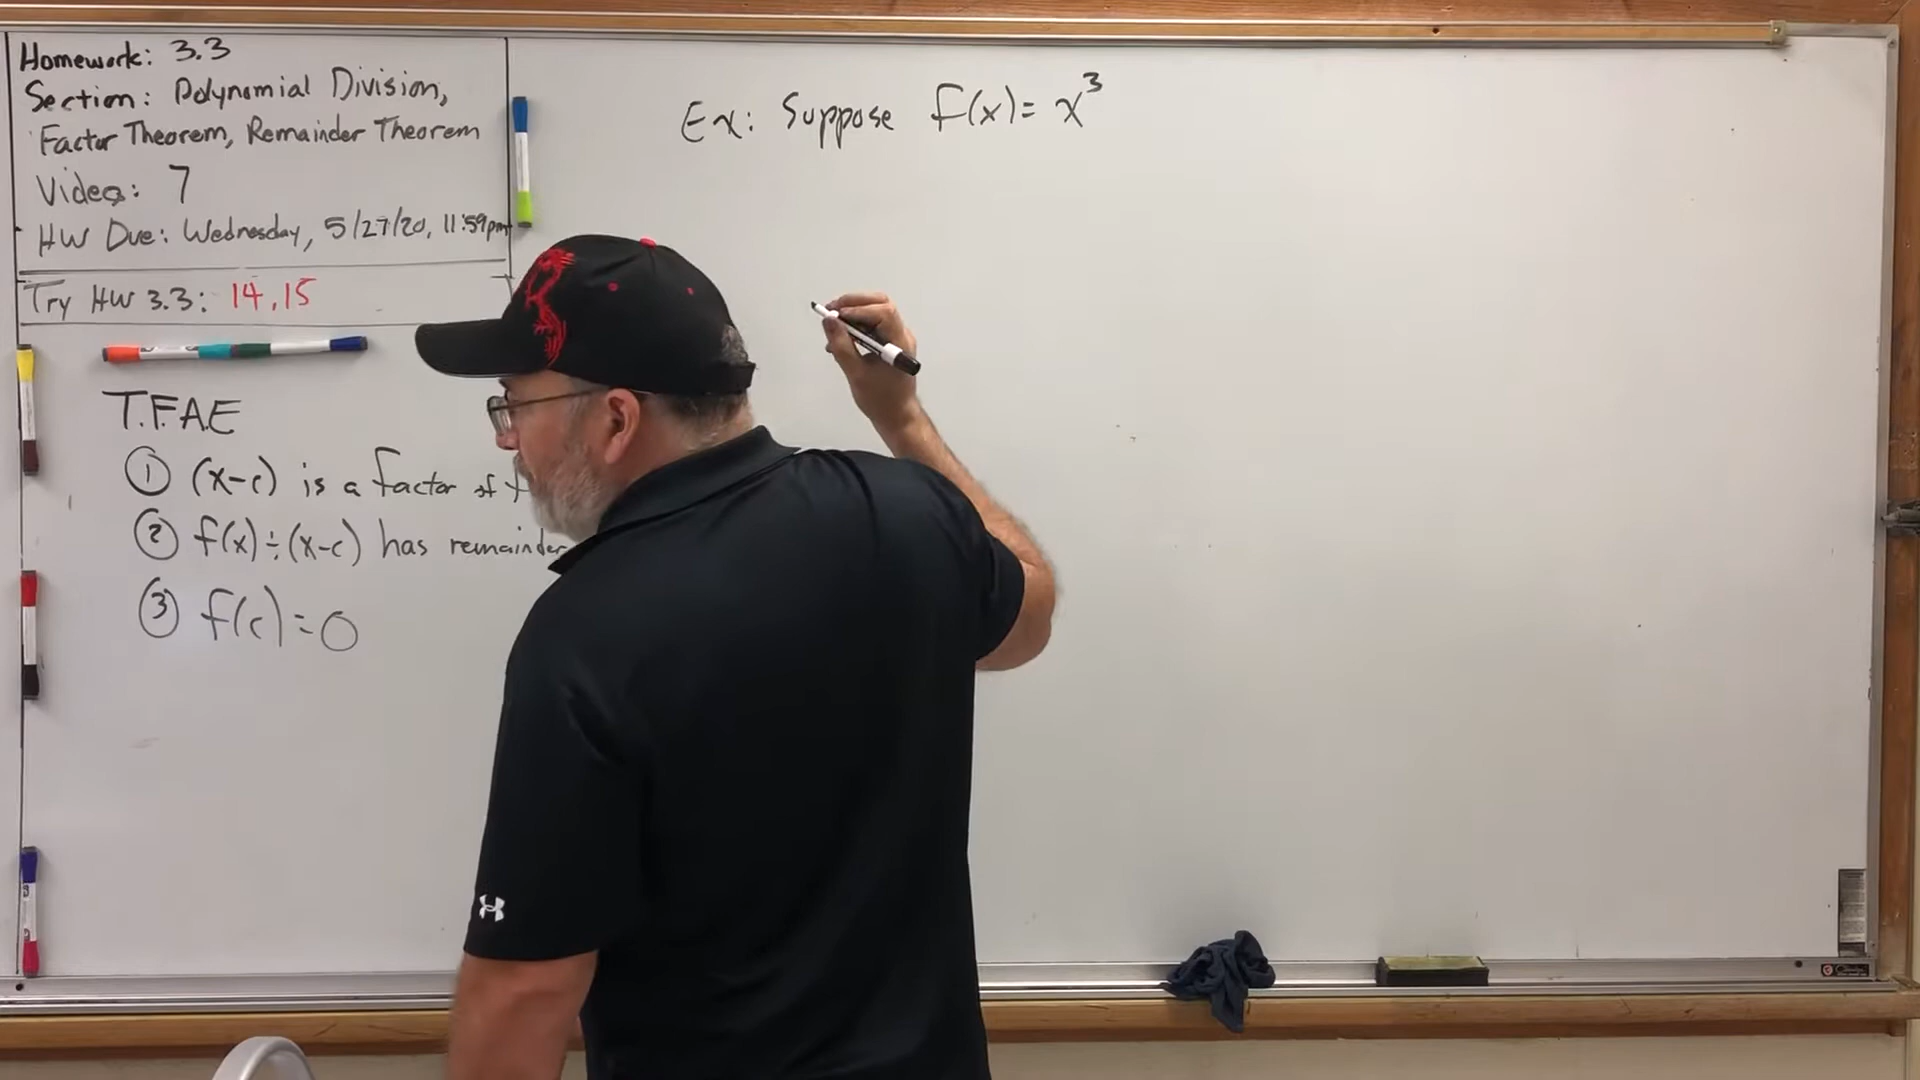 Homework: 3.3
Section: Polynomial Division,
Factor Theorem, Remainder Theorem
Video: 7
HW Due: Wednesday, 5/27/20, 11:59pm
Try HW 3.3: 14,15
T.F.A.E
① (x-c) is a factor of f
② f(x)÷(x-c) has remainder
③ f(c)=0
Ex: Suppose f(x)= x³